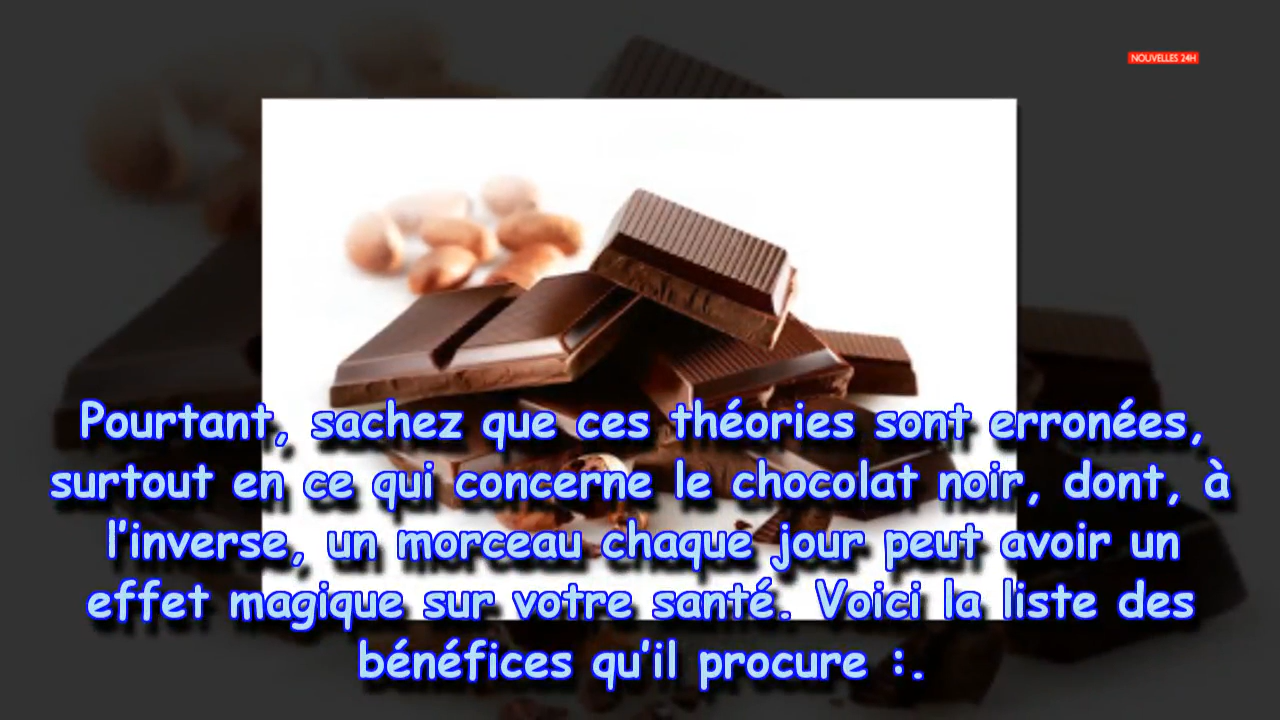 NOUVELLES 24H
Pourtant, sachez que ces théories sont erronées,
surtout en ce qui concerne le chocolat noir, dont, à
l'inverse, un morceau chaque jour peut avoir un
effet magique sur votre santé. Voici la liste des
bénéfices qu'il procure :.